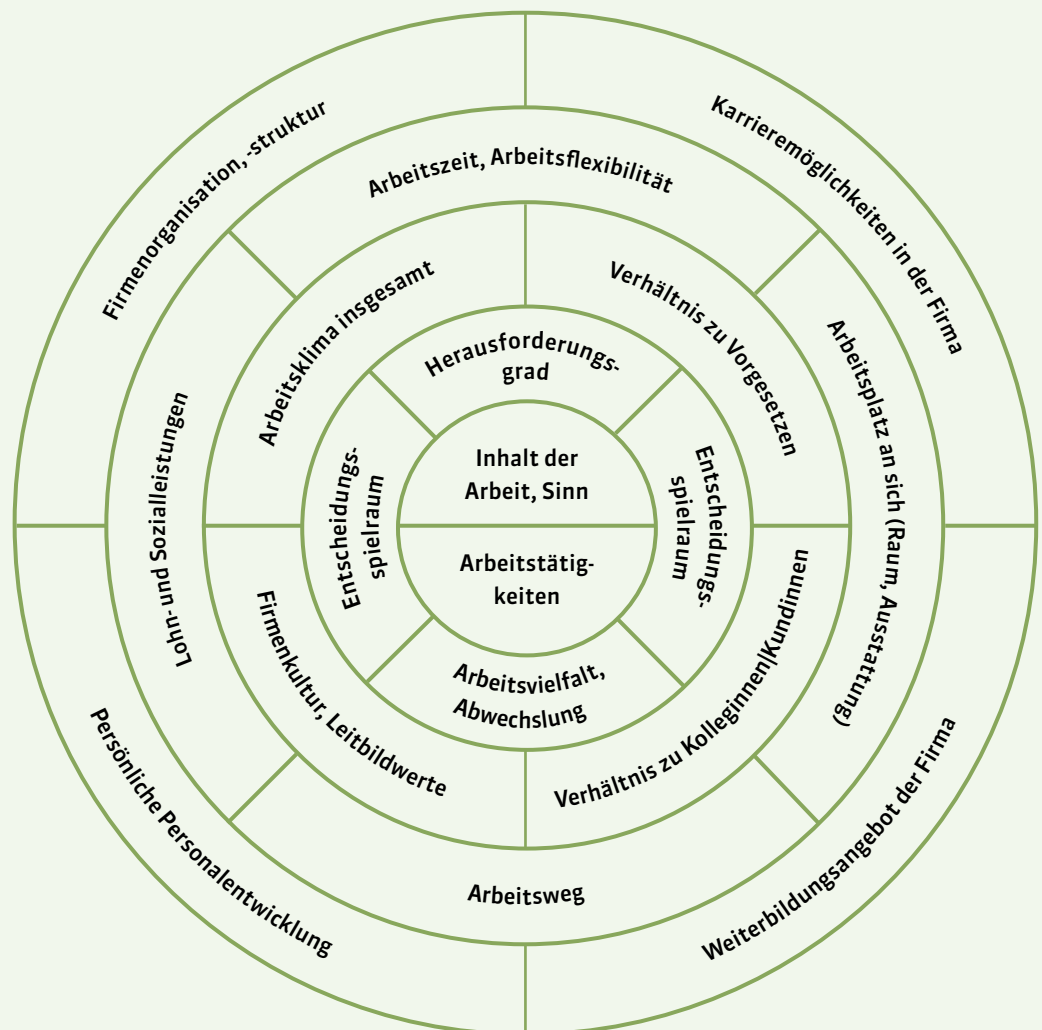 Firmenorganisation, -struktur
Karrieremöglichkeiten in der Firma
Arbeitszeit, Arbeitsflexibilität
Arbeitsklima insgesamt
Verhältnis zu Vorgesetzen
Herausforderungs-
grad
Lohn- und Sozialleistungen
Entscheidungs-
spielraum
Inhalt der
Arbeit, Sinn
Arbeitstätig-
keiten
Entscheidungs-
spielraum
Arbeitsplatz an sich (Raum, Ausstattung)
Arbeitsvielfalt,
Abwechslung
Firmenkultur, Leitbildwerte
Verhältnis zu Kolleginnen|Kundinnen
Arbeitsweg
Persönliche Personalentwicklung
Weiterbildungsangebot der Firma